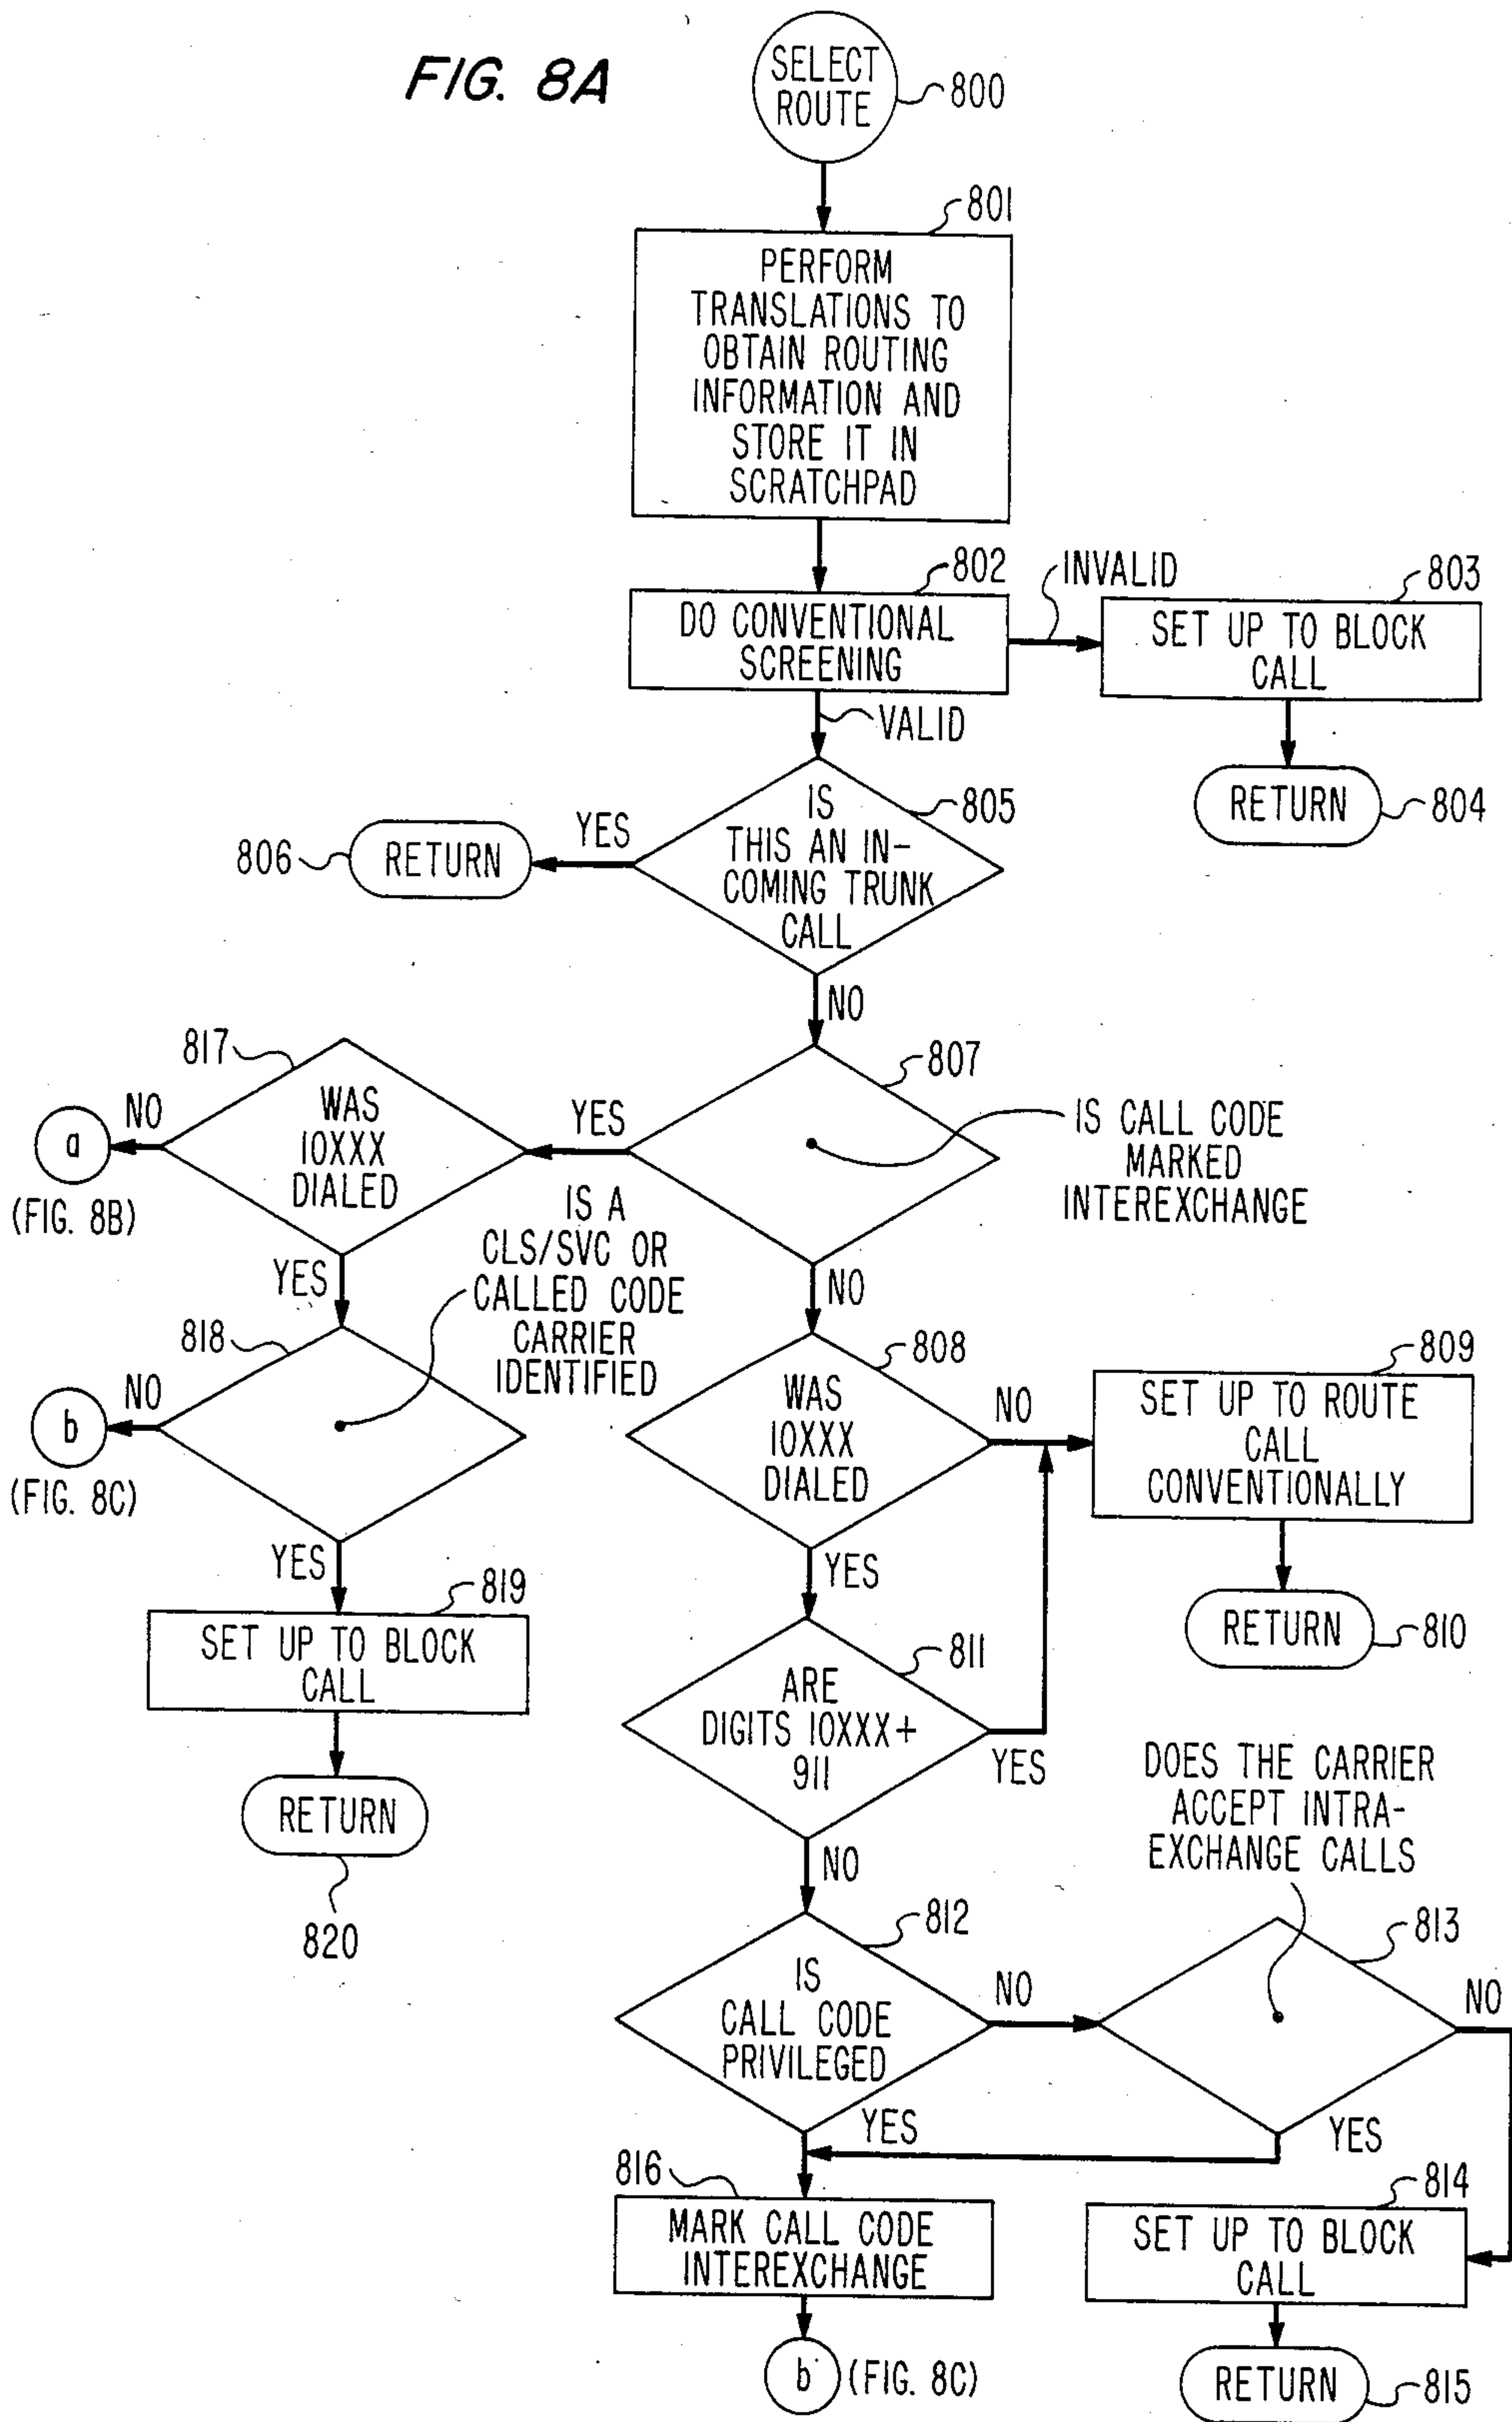 FIG. 8A
SELECT
ROUTE
800
801
PERFORM
TRANSLATIONS TO
OBTAIN ROUTING
INFORMATION AND
STORE IT IN
SCRATCHPAD
802
DO CONVENTIONAL
SCREENING
INVALID
803
SET UP TO BLOCK
CALL
VALID
RETURN
804
805
IS
THIS AN IN-
COMING TRUNK
CALL
YES
806
RETURN
NO
807
IS CALL CODE
MARKED
INTEREXCHANGE
YES
817
WAS
10XXX
DIALED
NO
a
(FIG. 8B)
YES
IS A
CLS/SVC OR
CALLED CODE
CARRIER
IDENTIFIED
818
NO
b
(FIG. 8C)
YES
819
SET UP TO BLOCK
CALL
RETURN
820
NO
808
WAS
10XXX
DIALED
NO
809
SET UP TO ROUTE
CALL
CONVENTIONALLY
RETURN
810
YES
811
ARE
DIGITS 10XXX+
911
YES
NO
812
IS
CALL CODE
PRIVILEGED
NO
DOES THE CARRIER
ACCEPT INTRA-
EXCHANGE CALLS
813
NO
YES
YES
816
MARK CALL CODE
INTEREXCHANGE
b
(FIG. 8C)
814
SET UP TO BLOCK
CALL
RETURN
815